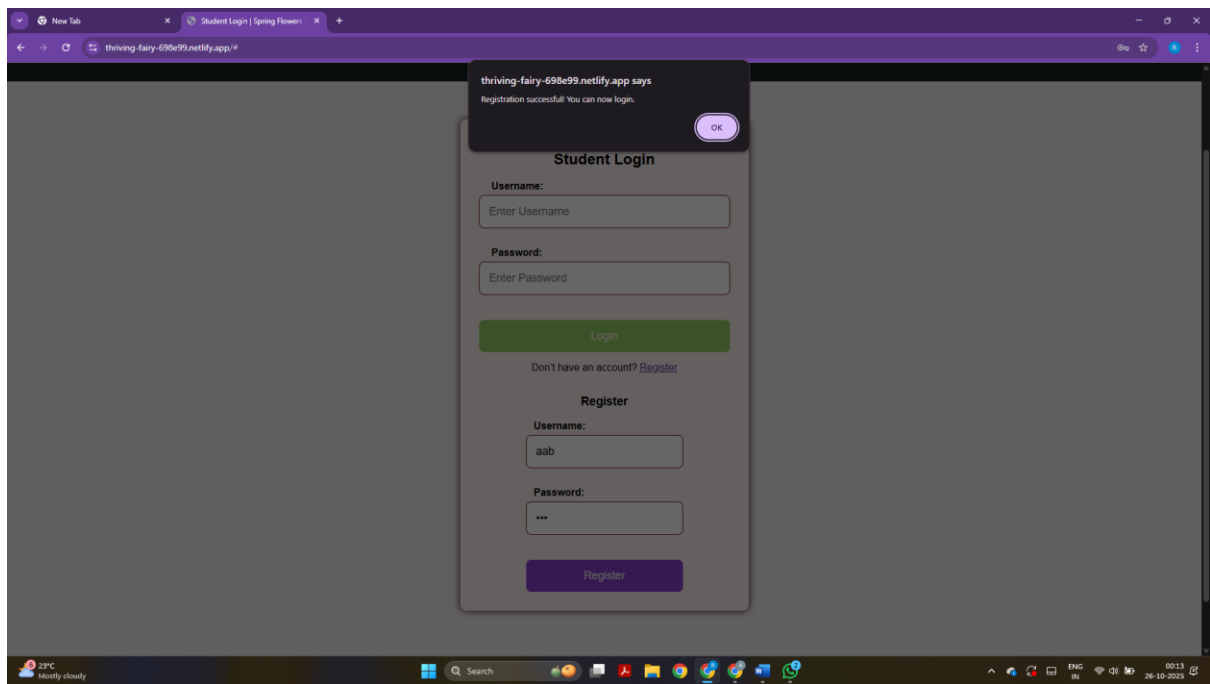 New Tab
Student Login | Spring Flowers
thriving-fairy-698e99.netlify.app/#
thriving-fairy-698e99.netlify.app says
Registration successful! You can now login.
OK
Student Login
Username:
Enter Username
Password:
Enter Password
Login
Don't have an account? Register
Register
Username:
aab
Password:
•••
Register
23°C
Mostly cloudy
Search
ENG
IN
00:13
26-10-2025